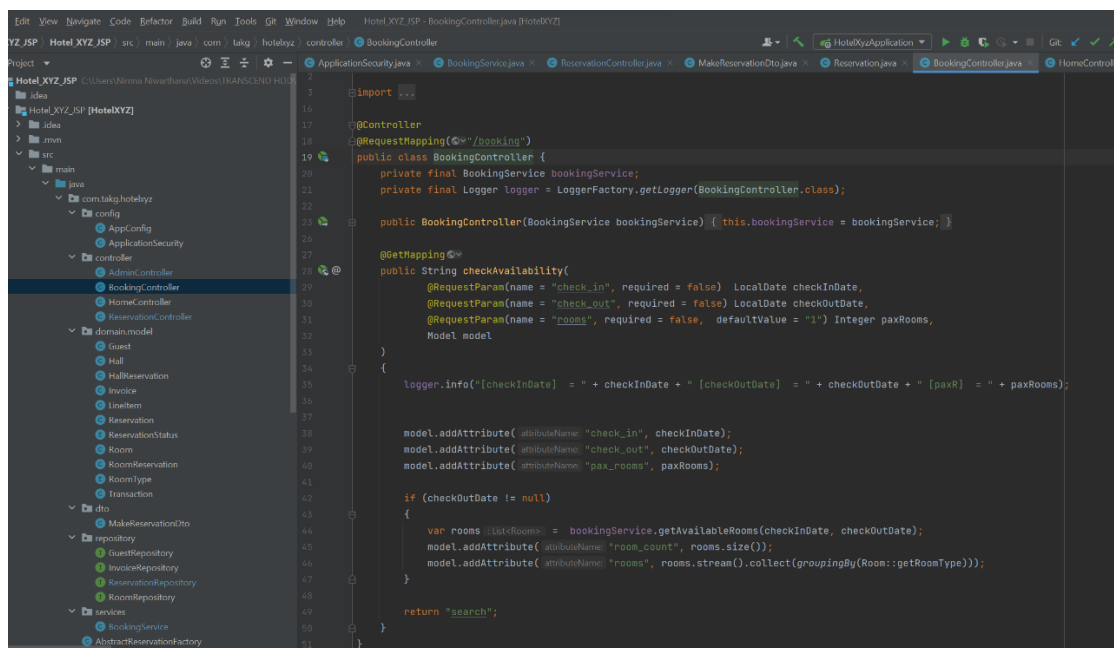 Edit View Navigate Code Refactor Build Run Tools Git Window Help Hotel_XYZ_JSP - BookingController.java [HotelXYZ]
YZ_JSP Hotel_XYZ_JSP src main java com takg hotelxyz controller BookingController HotelXyzApplication Git:
Project ApplicationSecurity.java BookingService.java ReservationController.java MakeReservationDto.java Reservation.java BookingController.java HomeControl
Hotel_XYZ_JSP
.idea
Hotel_XYZ_JSP [HotelXYZ]
.idea
.mvn
src
main
java
com.takg.hotelxyz
config
AppConfig
ApplicationSecurity
controller
AdminController
BookingController
HomeController
ReservationController
domain.model
Guest
Hall
HallReservation
Invoice
LineItem
Reservation
ReservationStatus
Room
RoomReservation
RoomType
Transaction
dto
MakeReservationDto
repository
GuestRepository
InvoiceRepository
ReservationRepository
RoomRepository
services
BookingService
AbstractReservationFactory
2
3 import ...
16
17 @Controller
18 @RequestMapping("/booking")
19 public class BookingController {
20 private final BookingService bookingService;
21 private final Logger logger = LoggerFactory.getLogger(BookingController.class);
22
23 public BookingController(BookingService bookingService) { this.bookingService = bookingService; }
26
27 @GetMapping
28 @ public String checkAvailability(
29 @RequestParam(name = "check_in", required = false) LocalDate checkInDate,
30 @RequestParam(name = "check_out", required = false) LocalDate checkOutDate,
31 @RequestParam(name = "rooms", required = false, defaultValue = "1") Integer paxRooms,
32 Model model
33 )
34 {
35 logger.info("[checkInDate] = " + checkInDate + " [checkOutDate] = " + checkOutDate + " [paxR] = " + paxRooms);
36
37
38 model.addAttribute( attributeName: "check_in", checkInDate);
39 model.addAttribute( attributeName: "check_out", checkOutDate);
40 model.addAttribute( attributeName: "pax_rooms", paxRooms);
41
42 if (checkOutDate != null)
43 {
44 var rooms : List<Room> = bookingService.getAvailableRooms(checkInDate, checkOutDate);
45 model.addAttribute( attributeName: "room_count", rooms.size());
46 model.addAttribute( attributeName: "rooms", rooms.stream().collect(groupingBy(Room::getRoomType)));
47 }
48
49 return "search";
50 }
51 }